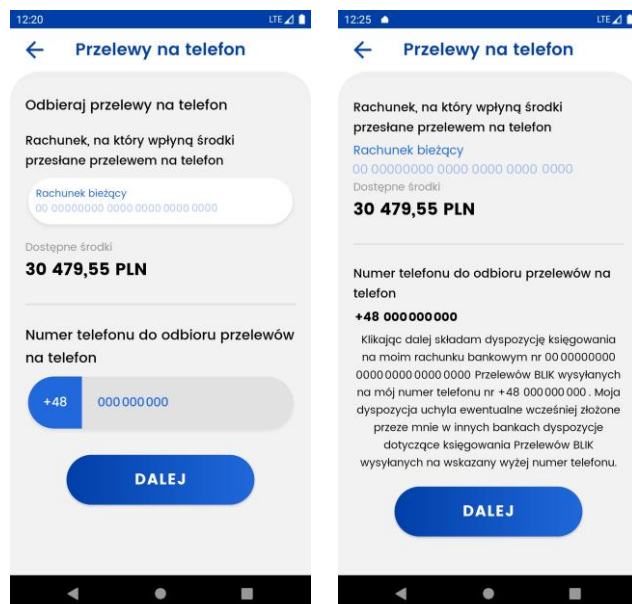 12:20
LTE
Przelewy na telefon
Odbieraj przelewy na telefon
Rachunek, na który wpłyną środki
przesłane przelewem na telefon
Rachunek bieżący
00 00000000 0000 0000 0000 0000
Dostępne środki
30 479,55 PLN
Numer telefonu do odbioru przelewów
na telefon
+48 000 000 000
DALEJ
12:25
LTE
Przelewy na telefon
Rachunek, na który wpłyną środki
przesłane przelewem na telefon
Rachunek bieżący
00 00000000 0000 0000 0000 0000
Dostępne środki
30 479,55 PLN
Numer telefonu do odbioru przelewów na
telefon
+48 000 000 000
Klikając dalej składam dyspozycję księgowania
na moim rachunku bankowym nr 00 00000000
0000 0000 0000 0000 Przelewów BLIK wysyłanych
na mój numer telefonu nr +48 000 000 000 . Moja
dyspozycja uchyla ewentualne wcześniej złożone
przeze mnie w innych bankach dyspozycje
dotyczące księgowania Przelewów BLIK
wysyłanych na wskazany wyżej numer telefonu.
DALEJ